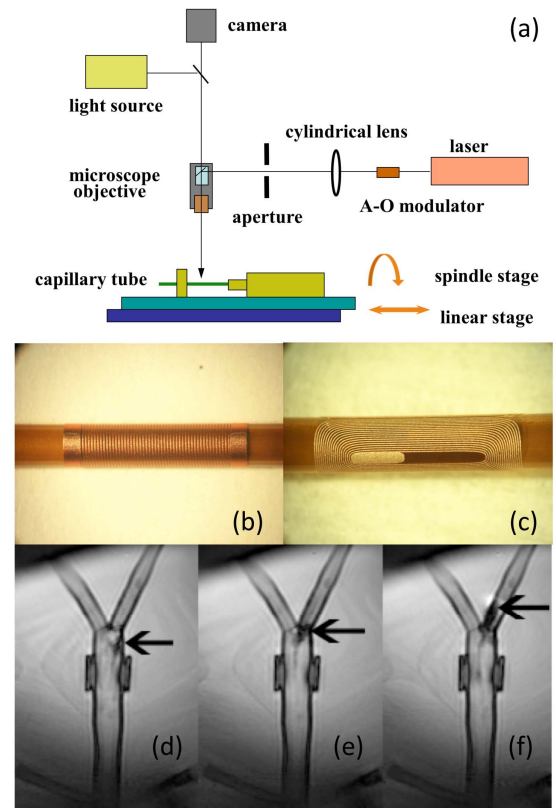 camera
(a)
light source
cylindrical lens
laser
microscope
objective
aperture
A-O modulator
capillary tube
spindle stage
linear stage
(b)
(c)
(d)
(e)
(f)